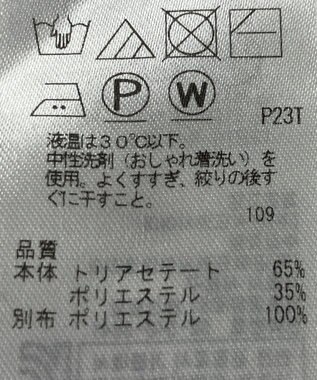 P W
P23T
液温は30℃以下。
中性洗剤（おしゃれ着洗い）を
使用。よくすすぎ、絞りの後す
ぐに干すこと。
109
品質
本体 トリアセテート 65%
ポリエステル 35%
別布 ポリエステル 100%